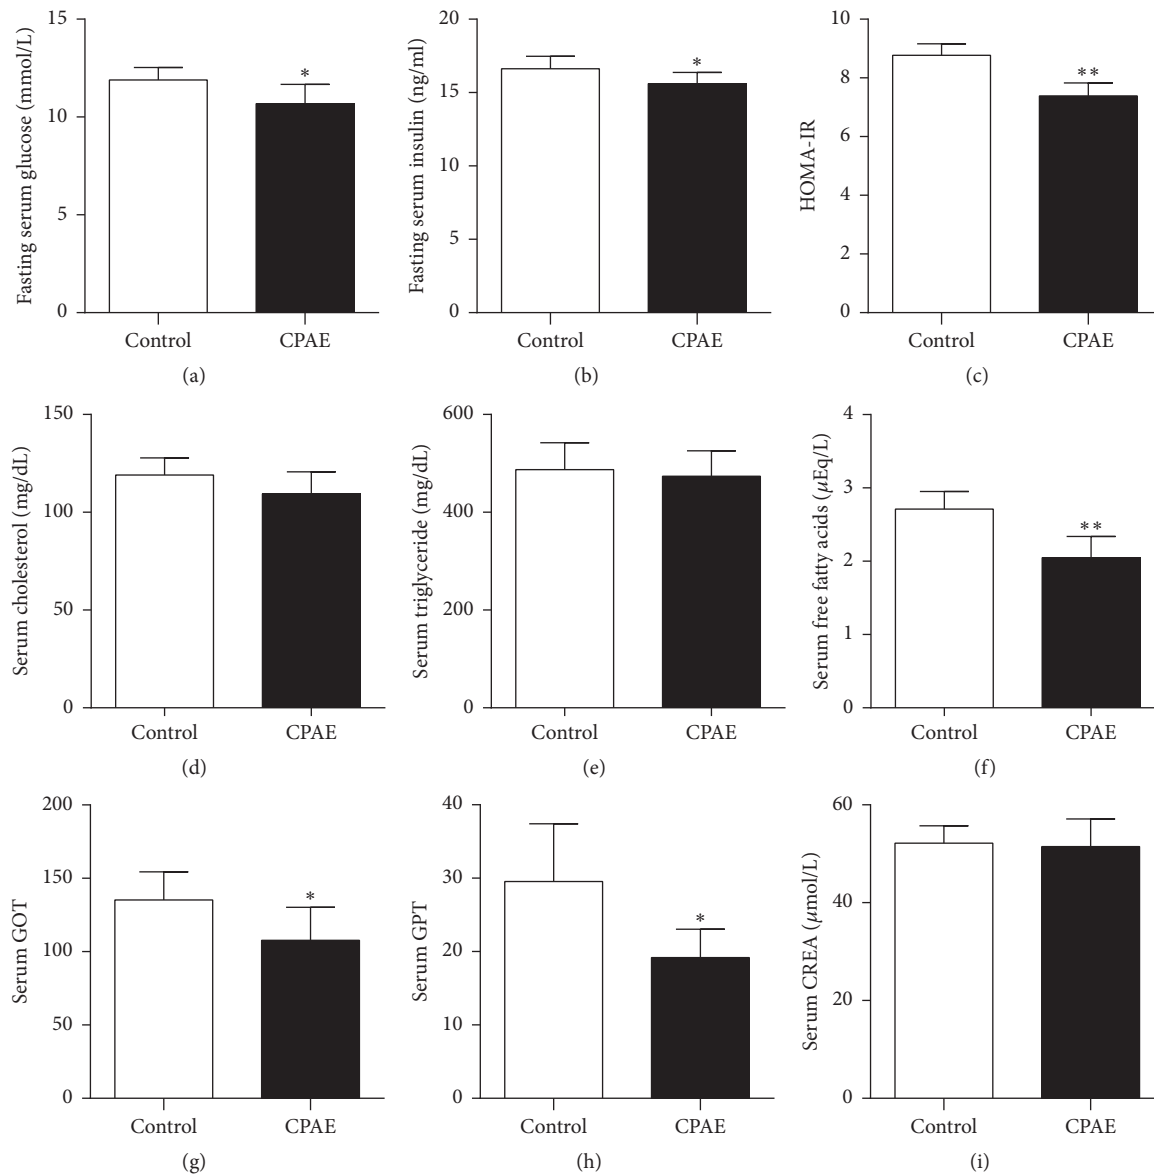 Fasting serum glucose (mmol/L)
15
10
5
0
*
Control CPAE
(a)
Fasting serum insulin (ng/ml)
20
15
10
5
0
*
Control CPAE
(b)
HOMA-IR
10
8
6
4
2
0
**
Control CPAE
(c)
Serum cholesterol (mg/dL)
150
100
50
0
Control CPAE
(d)
Serum triglyceride (mg/dL)
600
400
200
0
Control CPAE
(e)
Serum free fatty acids (μEq/L)
4
3
2
1
0
**
Control CPAE
(f)
Serum GOT
200
150
100
50
0
*
Control CPAE
(g)
Serum GPT
40
30
20
10
0
*
Control CPAE
(h)
Serum CREA (μmol/L)
60
40
20
0
Control CPAE
(i)